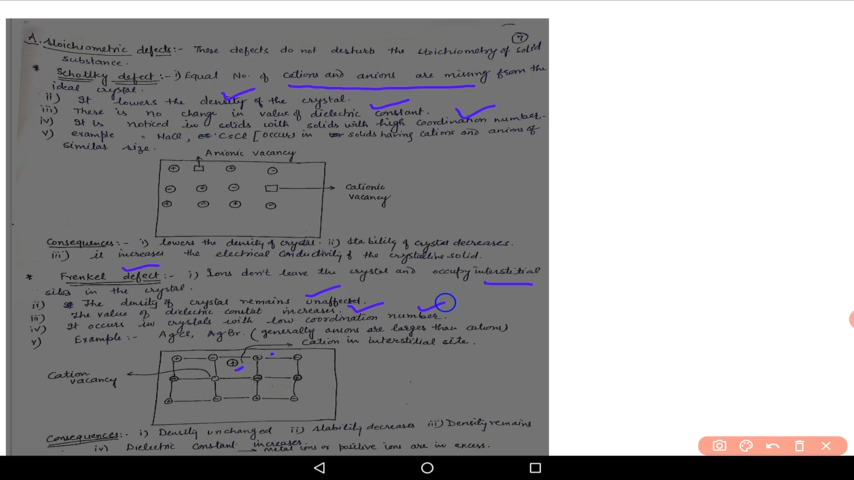 7
A. Stoichiometric defects:- These defects do not disturb the stoichiometry of solid
substance.
* Schottky defect:- i) Equal No. of cations and anions are missing from the
ideal crystal.
ii) It lowers the density of the crystal.
iii) There is no change in value of dielectric constant.
iv) It is noticed in solids with solids with high coordination number.
v) example = NaCl, CsCl [occurs in solids having cations and anions of
similar size.
Anionic vacancy
Cationic
vacancy
Consequences:- i) lowers the density of crystal. ii) Stability of crystal decreases.
iii) it increases the electrical conductivity of the crystalline solid.
* Frenkel defect:- i) Ions don't leave the crystal and occupy interstitial
sites in the crystal.
ii) The density of crystal remains unaffected.
iii) The value of dielectric constat increases.
iv) It occurs in crystals with low coordination number.
v) Example:- AgCl, AgBr. (generally anions are larger than cations)
Cation in interstitial site.
Cation
vacancy
Consequences:- i) Density unchanged ii) Stability decreases iii) Density remains
iv) Dielectric constant increases.
metal ions or positive ions are in excess.